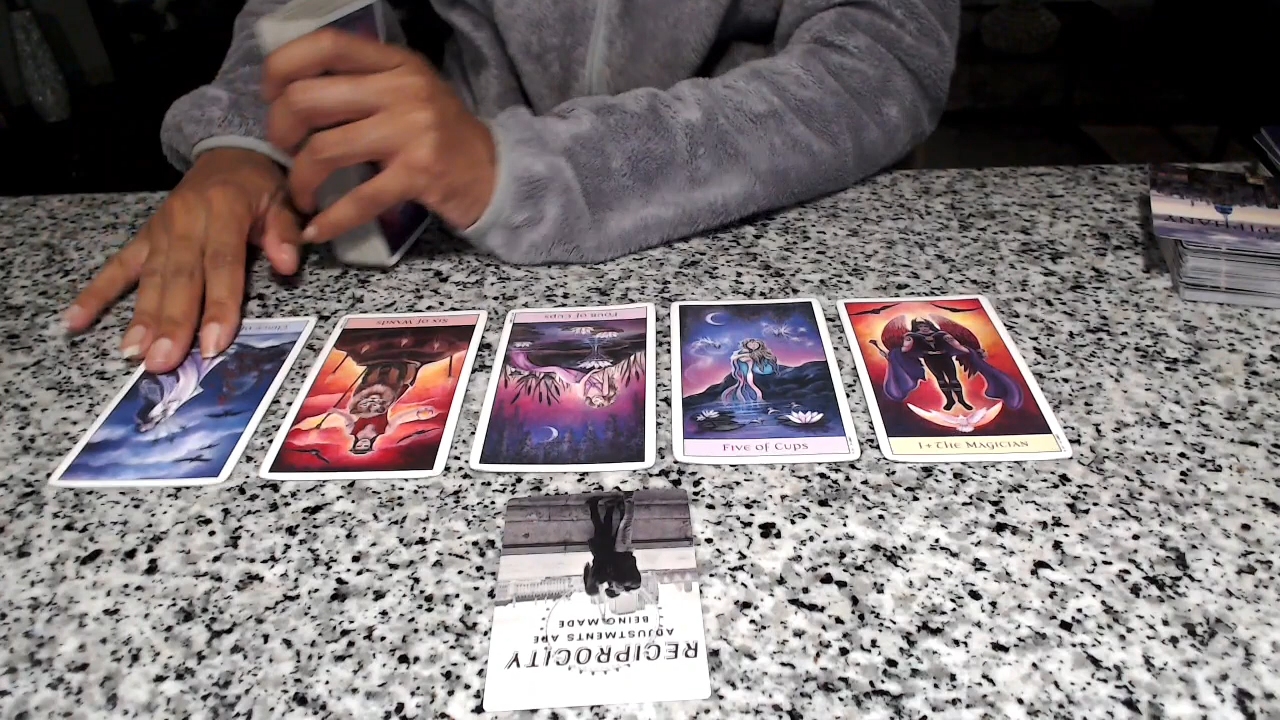 SIX OF WANDS
FOUR OF CUPS
FIVE OF CUPS
I + THE MAGICIAN
RECIPROCITY
ADJUSTMENTS ARE
BEING MADE